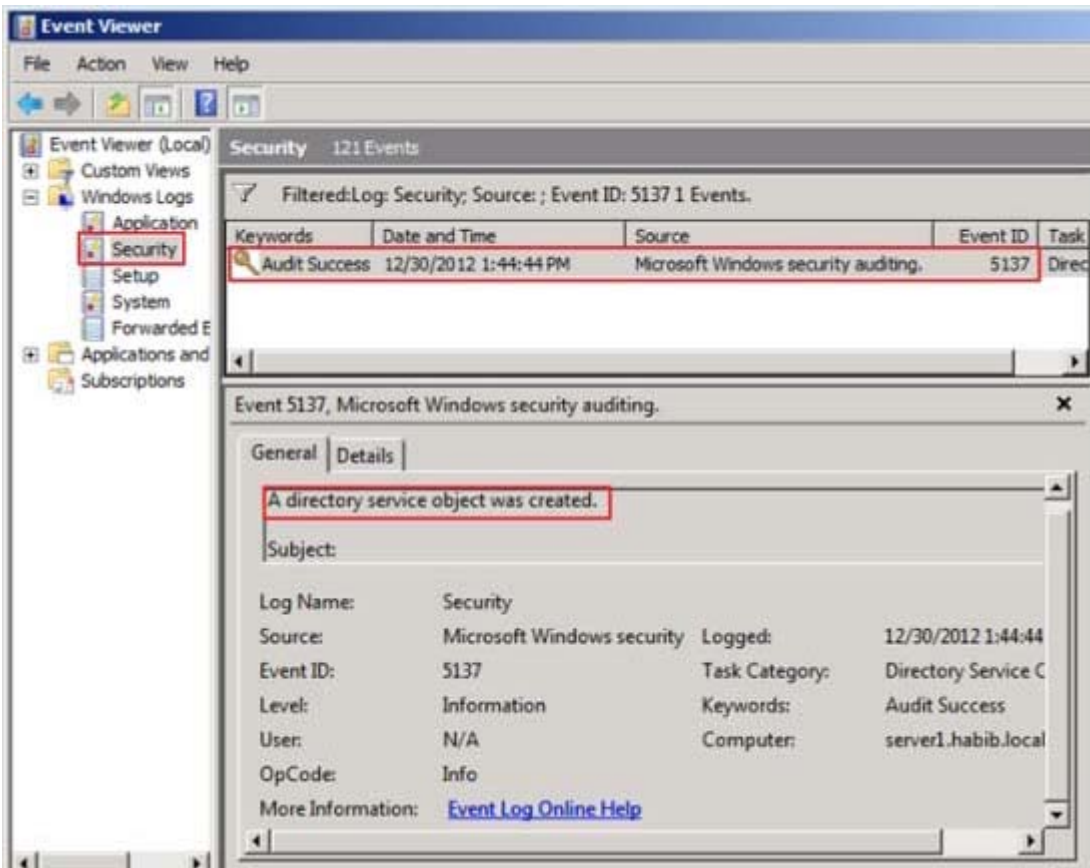 Event Viewer
File Action View Help
Event Viewer (Local)
Custom Views
Windows Logs
Application
Security
Setup
System
Forwarded E
Applications and
Subscriptions
Security 121 Events
Filtered:Log: Security; Source: ; Event ID: 5137 1 Events.
Keywords Date and Time Source Event ID Task
Audit Success 12/30/2012 1:44:44 PM Microsoft Windows security auditing. 5137 Direc
Event 5137, Microsoft Windows security auditing.
General Details
A directory service object was created.
Subject:
Log Name: Security
Source: Microsoft Windows security Logged: 12/30/2012 1:44:44
Event ID: 5137 Task Category: Directory Service C
Level: Information Keywords: Audit Success
User: N/A Computer: server1.habib.local
OpCode: Info
More Information: Event Log Online Help